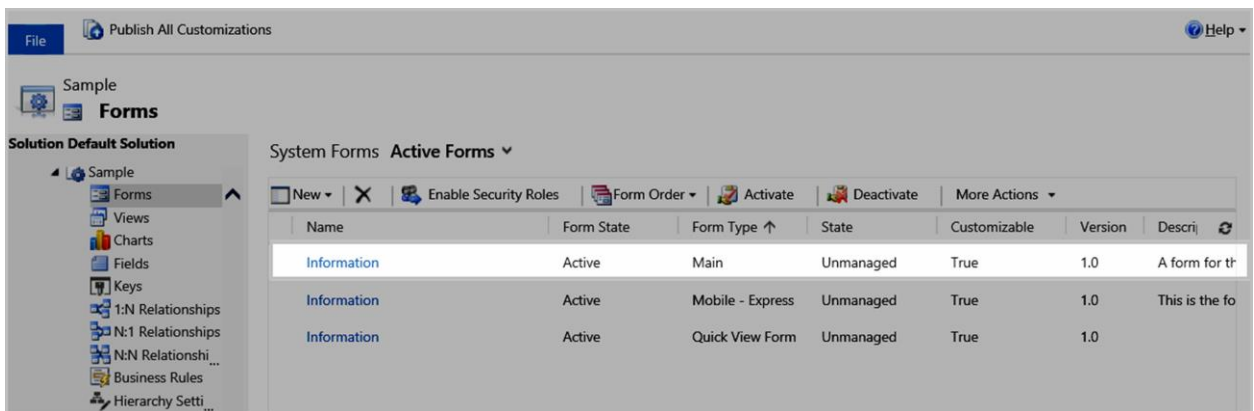 File
Publish All Customizations
Help
Sample
Forms
Solution Default Solution
Sample
Forms
Views
Charts
Fields
Keys
1:N Relationships
N:1 Relationships
N:N Relationshi...
Business Rules
Hierarchy Setti...
System Forms Active Forms
New Enable Security Roles Form Order Activate Deactivate More Actions
Name Form State Form Type State Customizable Version Descri
Information Active Main Unmanaged True 1.0 A form for th
Information Active Mobile - Express Unmanaged True 1.0 This is the fo
Information Active Quick View Form Unmanaged True 1.0